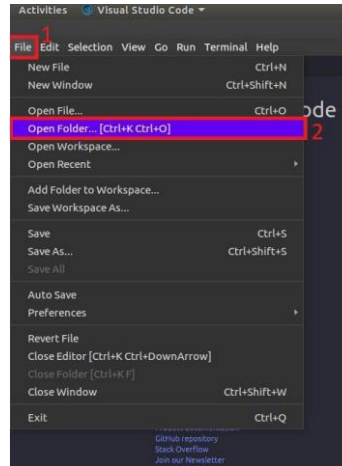 Activities Visual Studio Code
1
File Edit Selection View Go Run Terminal Help
New File Ctrl+N
New Window Ctrl+Shift+N
Open File... Ctrl+O
ode
Open Folder... [Ctrl+K Ctrl+O]
2
Open Workspace...
Open Recent
Add Folder to Workspace...
Save Workspace As...
Save Ctrl+S
Save As... Ctrl+Shift+S
Save All
Auto Save
Preferences
Revert File
Close Editor [Ctrl+K Ctrl+DownArrow]
Close Folder [Ctrl+K F]
Close Window Ctrl+Shift+W
Exit Ctrl+Q
GitHub repository
Stack Overflow
Join our Newsletter